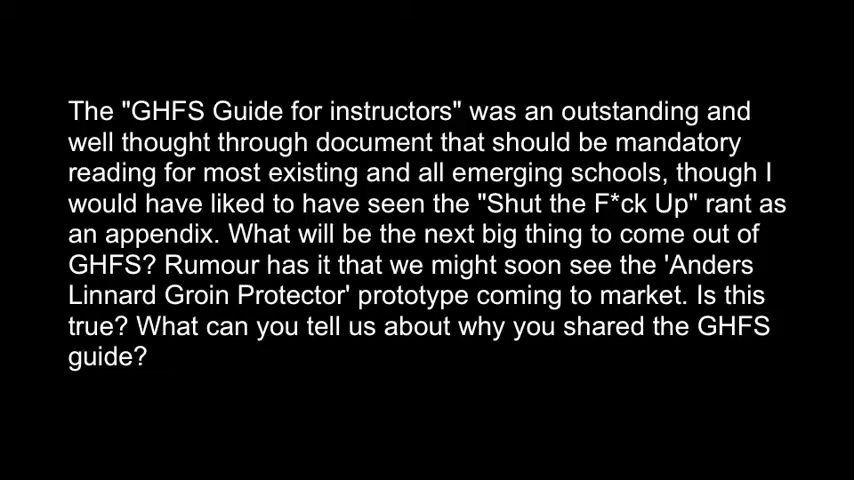 The "GHFS Guide for instructors" was an outstanding and
well thought through document that should be mandatory
reading for most existing and all emerging schools, though I
would have liked to have seen the "Shut the F*ck Up" rant as
an appendix. What will be the next big thing to come out of
GHFS? Rumour has it that we might soon see the 'Anders
Linnard Groin Protector' prototype coming to market. Is this
true? What can you tell us about why you shared the GHFS
guide?